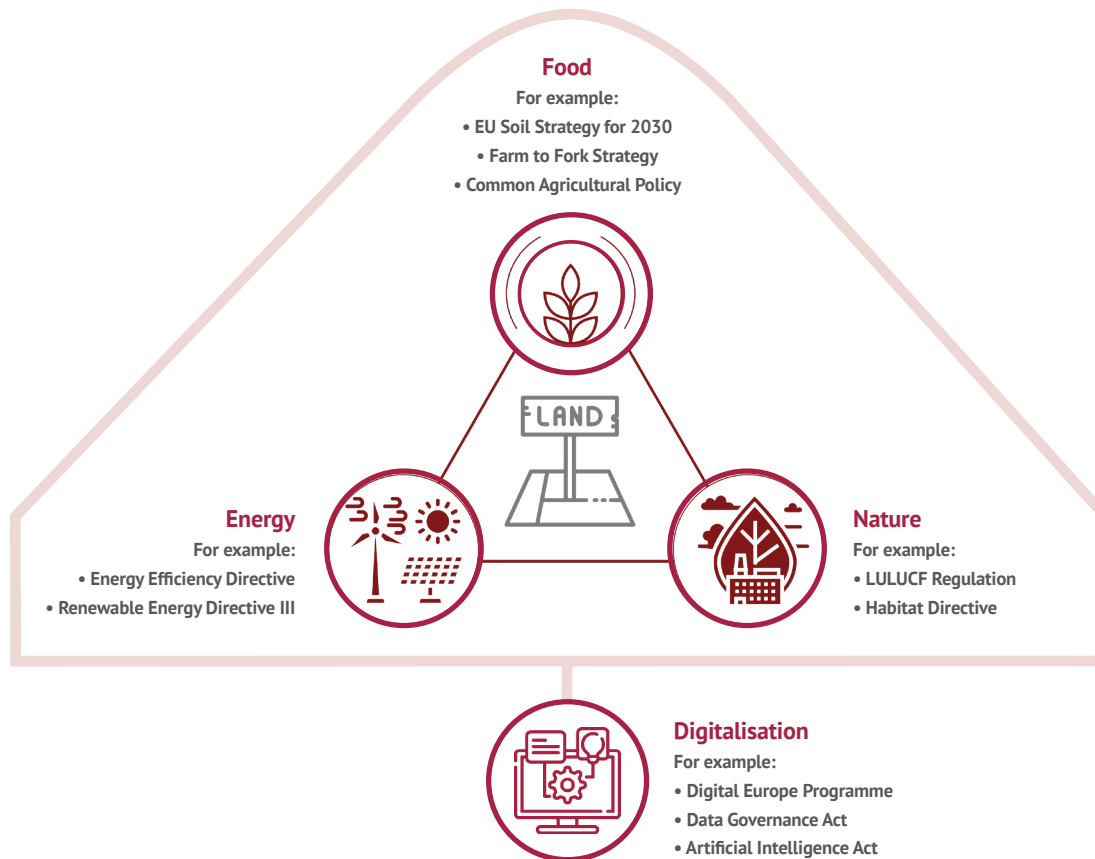 Food
For example:
• EU Soil Strategy for 2030
• Farm to Fork Strategy
• Common Agricultural Policy
LAND
Energy
For example:
• Energy Efficiency Directive
• Renewable Energy Directive III
Nature
For example:
• LULUCF Regulation
• Habitat Directive
Digitalisation
For example:
• Digital Europe Programme
• Data Governance Act
• Artificial Intelligence Act